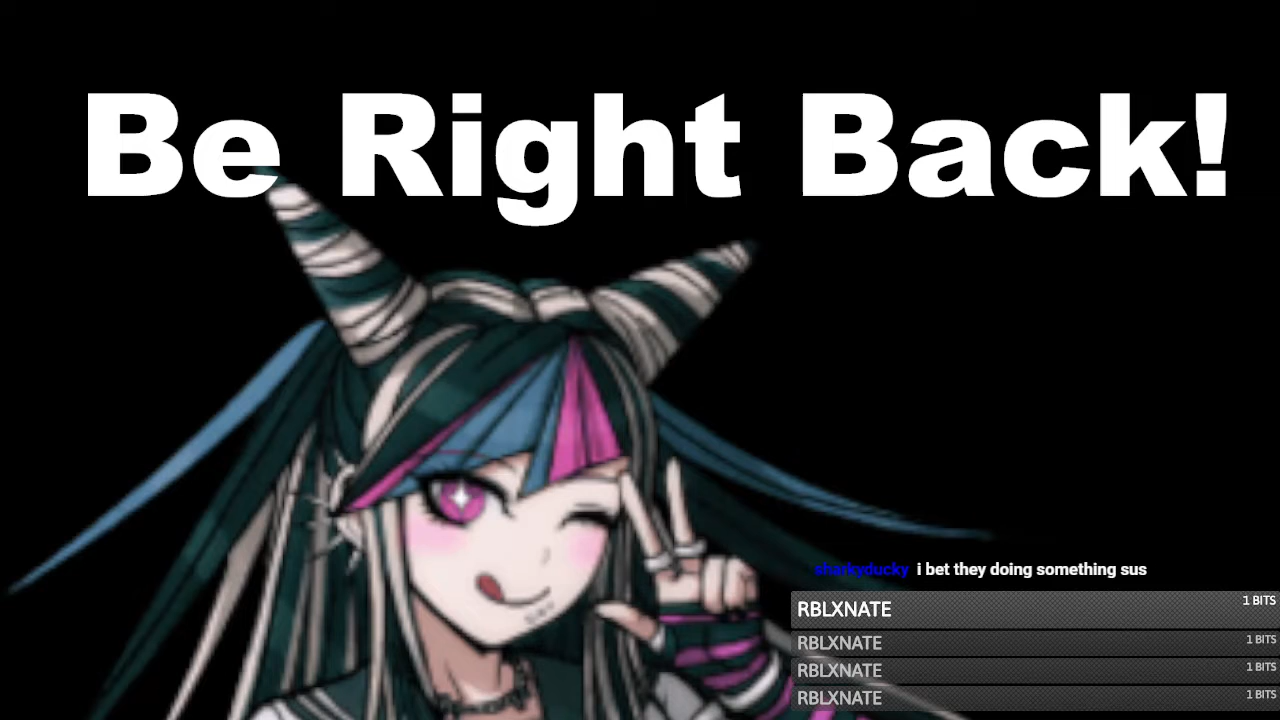 Be Right Back!
sharkyducky i bet they doing something sus
RBLXNATE 1 BITS
RBLXNATE 1 BITS
RBLXNATE 1 BITS
RBLXNATE 1 BITS